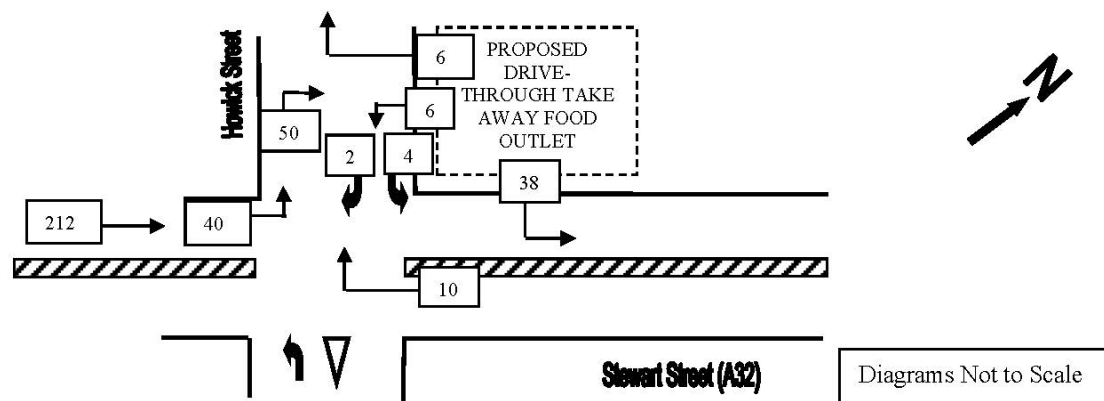 Howick Street
6
PROPOSED
DRIVE-
THROUGH TAKE
AWAY FOOD
OUTLET
N
6
50
2
4
38
212
40
10
Stewart Street (A32)
Diagrams Not to Scale